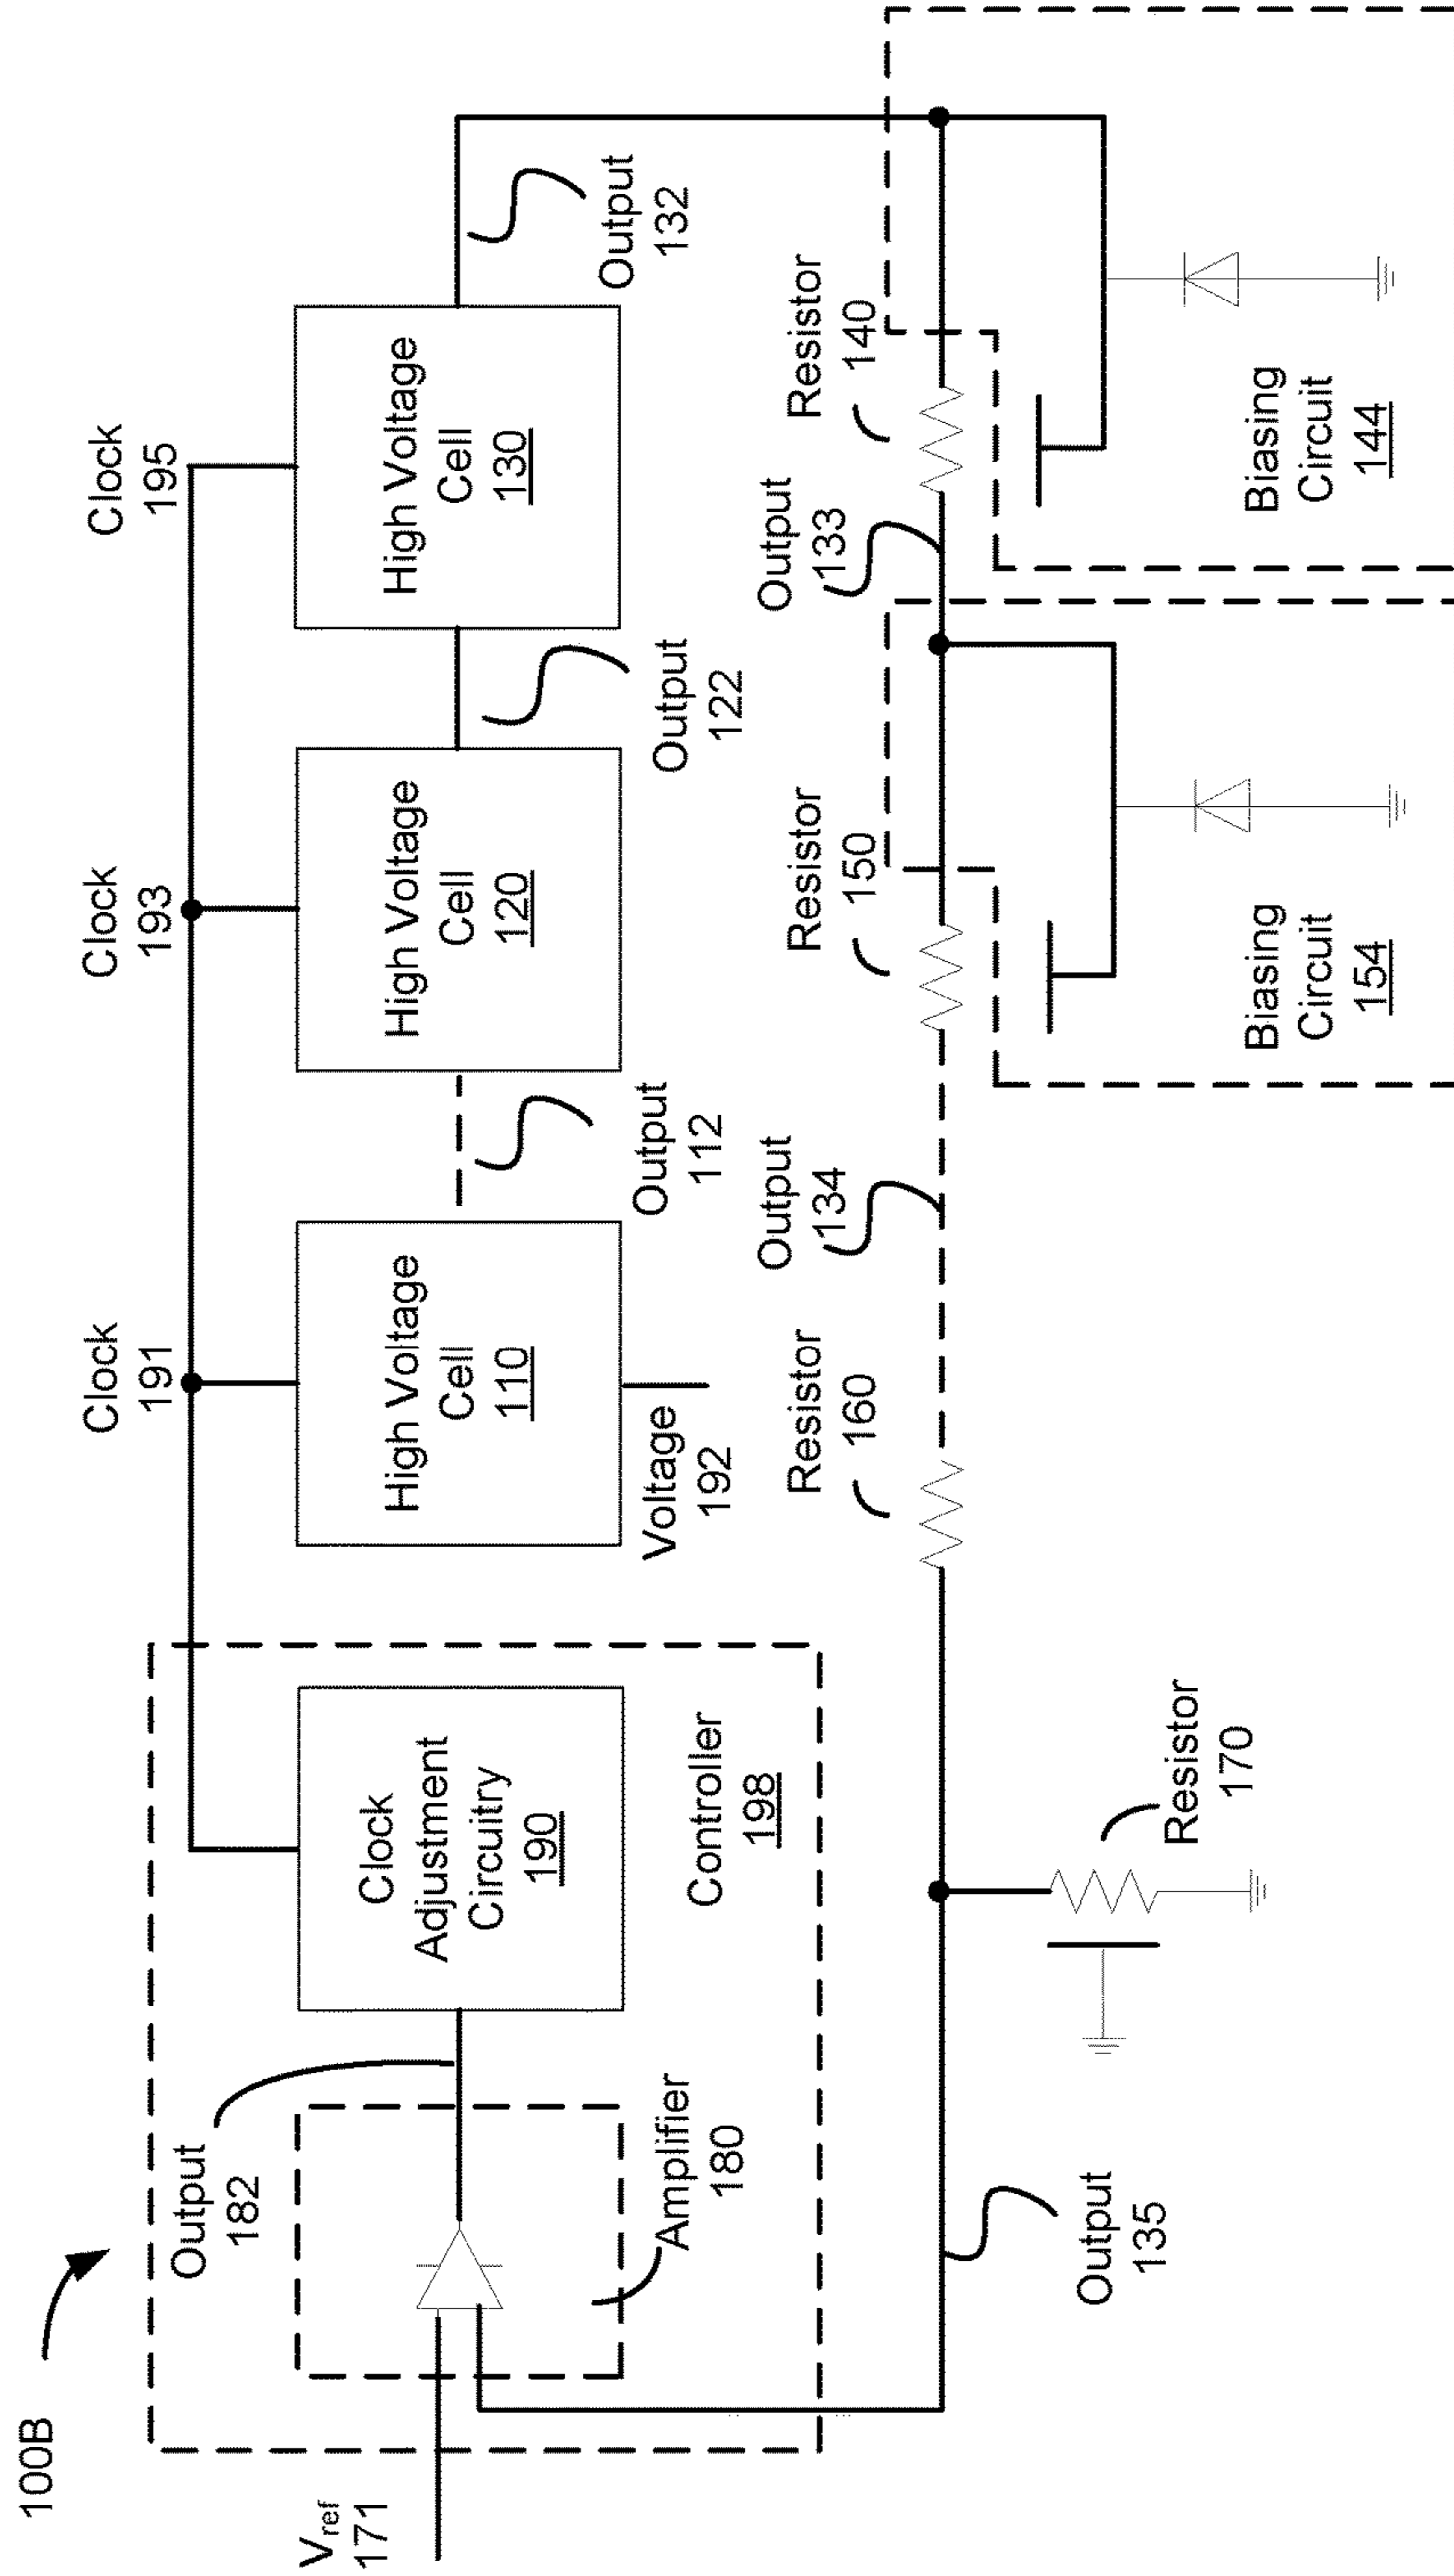 100B
V_ref
171
Output
182
Amplifier
180
Clock
Adjustment
Circuitry
190
Controller
198
Clock
191
Clock
193
Clock
195
High Voltage
Cell
110
High Voltage
Cell
120
High Voltage
Cell
130
Voltage
192
Output
112
Output
122
Output
132
Resistor
160
Output
134
Resistor
150
Output
133
Resistor
140
Output
135
Resistor
170
Biasing
Circuit
154
Biasing
Circuit
144